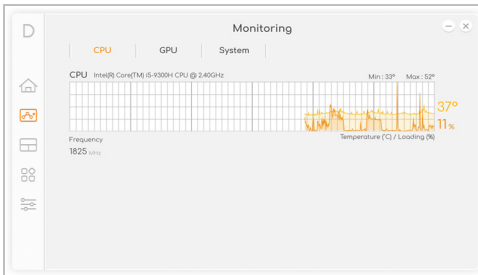 D
Monitoring
CPU GPU System
CPU Intel(R) Core(TM) i5-9300H CPU @ 2.40GHz
Min : 33° Max : 52°
37°
11 %
Temperature (°C) / Loading (%)
Frequency
1825 MHz